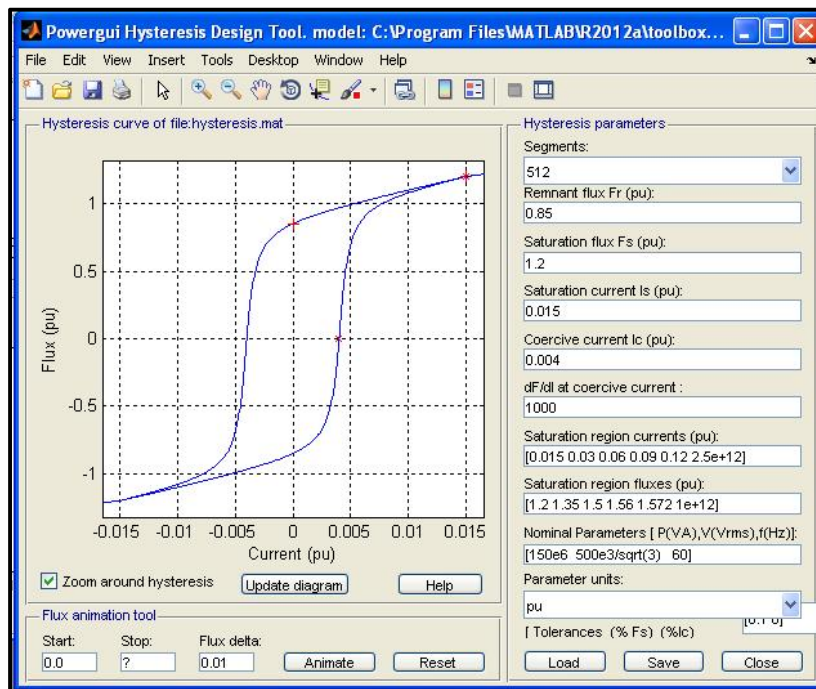 Powergui Hysteresis Design Tool. model: C:\Program Files\MATLAB\R2012a\toolbox...
File Edit View Insert Tools Desktop Window Help
Hysteresis curve of file:hysteresis.mat
1
0.5
0
-0.5
-1
Flux (pu)
-0.015 -0.01 -0.005 0 0.005 0.01 0.015
Current (pu)
Zoom around hysteresis
Update diagram
Help
Flux animation tool
Start: Stop: Flux delta:
0.0 ? 0.01 Animate Reset
Hysteresis parameters
Segments:
512
Remnant flux Fr (pu):
0.85
Saturation flux Fs (pu):
1.2
Saturation current Is (pu):
0.015
Coercive current Ic (pu):
0.004
dF/dI at coercive current :
1000
Saturation region currents (pu):
[0.015 0.03 0.06 0.09 0.12 2.5e+12]
Saturation region fluxes (pu):
[1.2 1.35 1.5 1.56 1.572 1e+12]
Nominal Parameters [ P(VA),V(Vrms),f(Hz)]:
[150e6 500e3/sqrt(3) 60]
Parameter units:
pu
[ Tolerances (% Fs) (%Ic)
[0.1 0]
Load Save Close